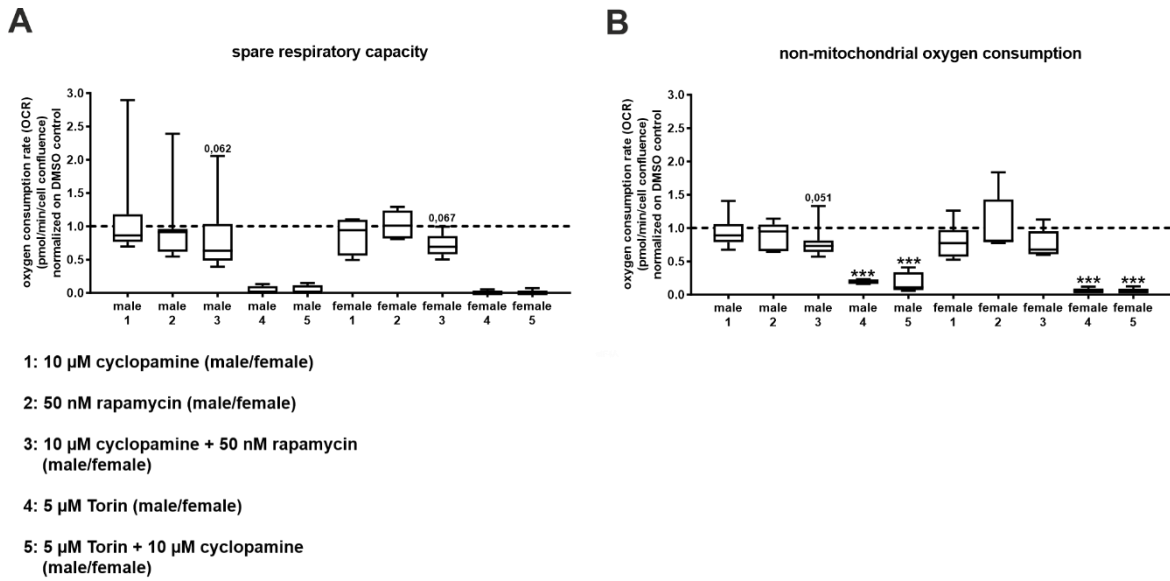 A
spare respiratory capacity
oxygen consumption rate (OCR)
(pmol/min/cell confluence)
normalized on DMSO control
3.0
2.5
2.0
1.5
1.0
0.5
0.0
0,062
0,067
male male male male male female female female female female
1 2 3 4 5 1 2 3 4 5
B
non-mitochondrial oxygen consumption
oxygen consumption rate (OCR)
(pmol/min/cell confluence)
normalized on DMSO control
3.0
2.5
2.0
1.5
1.0
0.5
0.0
0,051
*** *** *** ***
male male male male male female female female female female
1 2 3 4 5 1 2 3 4 5
1: 10 µM cyclopamine (male/female)
2: 50 nM rapamycin (male/female)
3: 10 µM cyclopamine + 50 nM rapamycin
(male/female)
4: 5 µM Torin (male/female)
5: 5 µM Torin + 10 µM cyclopamine
(male/female)